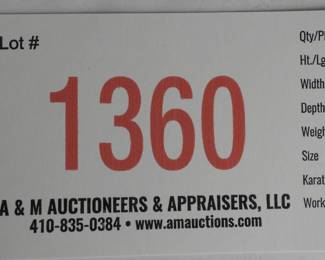 Lot #
1360
A & M AUCTIONEERS & APPRAISERS, LLC
410-835-0384 • www.amauctions.com
Qty/P
Ht./Lg
Width
Depth
Weigh
Size
Karat
Work